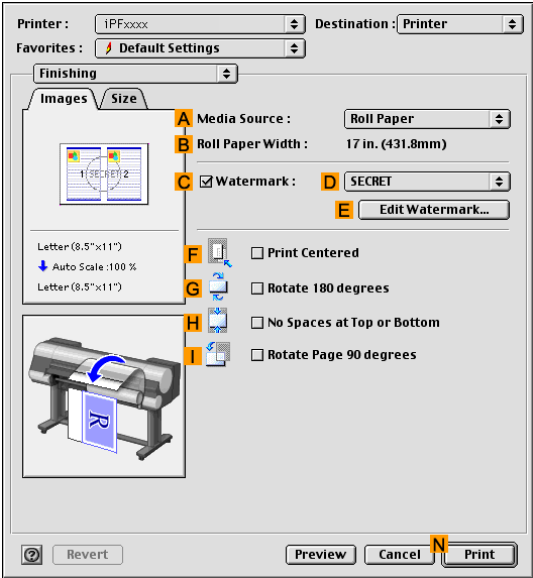 Printer : iPFxxxx Destination : Printer
Favorites : Default Settings
Finishing
Images Size
A Media Source : Roll Paper
B Roll Paper Width : 17 in. (431.8mm)
1 SECRET 2
C Watermark : D SECRET
E Edit Watermark...
Letter (8.5"x11")
Auto Scale :100 %
Letter (8.5"x11")
F Print Centered
G Rotate 180 degrees
H No Spaces at Top or Bottom
I Rotate Page 90 degrees
R
? Revert Preview Cancel N Print